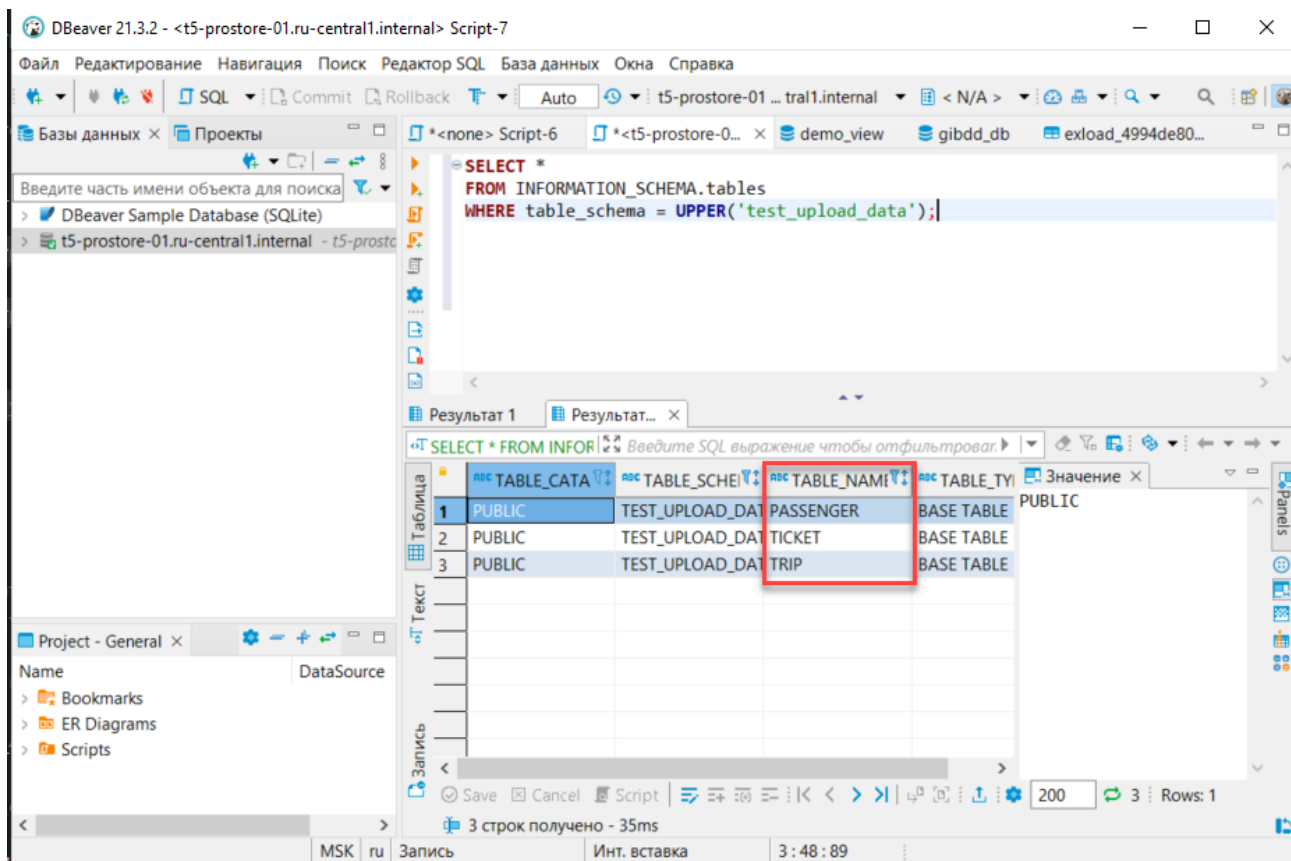 DBeaver 21.3.2 - <t5-prostore-01.ru-central1.internal> Script-7
Файл Редактирование Навигация Поиск Редактор SQL База данных Окна Справка
SQL Commit Rollback Auto t5-prostore-01 ... tral1.internal < N/A >
Базы данных Проекты
*<none> Script-6 *<t5-prostore-0... demo_view gibdd_db exload_4994de80...
Введите часть имени объекта для поиска
DBeaver Sample Database (SQLite)
t5-prostore-01.ru-central1.internal - t5-prosto
SELECT *
FROM INFORMATION_SCHEMA.tables
WHERE table_schema = UPPER('test_upload_data');
Результат 1 Результат...
SELECT * FROM INFOR Введите SQL выражение чтобы отфильтроват
Таблица
Текст
Запись
ABC TABLE_CATA ABC TABLE_SCHEI ABC TABLE_NAME ABC TABLE_TYI
1 PUBLIC TEST_UPLOAD_DAT PASSENGER BASE TABLE
2 PUBLIC TEST_UPLOAD_DAT TICKET BASE TABLE
3 PUBLIC TEST_UPLOAD_DAT TRIP BASE TABLE
Значение
PUBLIC
Panels
Project - General
Name DataSource
Bookmarks
ER Diagrams
Scripts
Save Cancel Script 200 3 Rows: 1
3 строк получено - 35ms
MSK ru Запись Инт. вставка 3 : 48 : 89